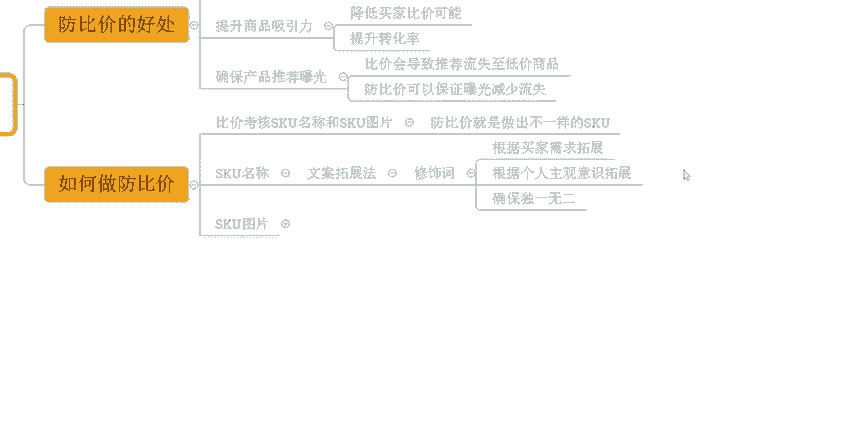 防比价的好处
提升商品吸引力
降低买家比价可能
提升转化率
确保产品推荐曝光
比价会导致推荐流失至低价商品
防比价可以保证曝光减少流失
如何做防比价
比价考核SKU名称和SKU图片
防比价就是做出不一样的SKU
SKU名称
文案拓展法
修饰词
根据买家需求拓展
根据个人主观意识拓展
确保独一无二
SKU图片